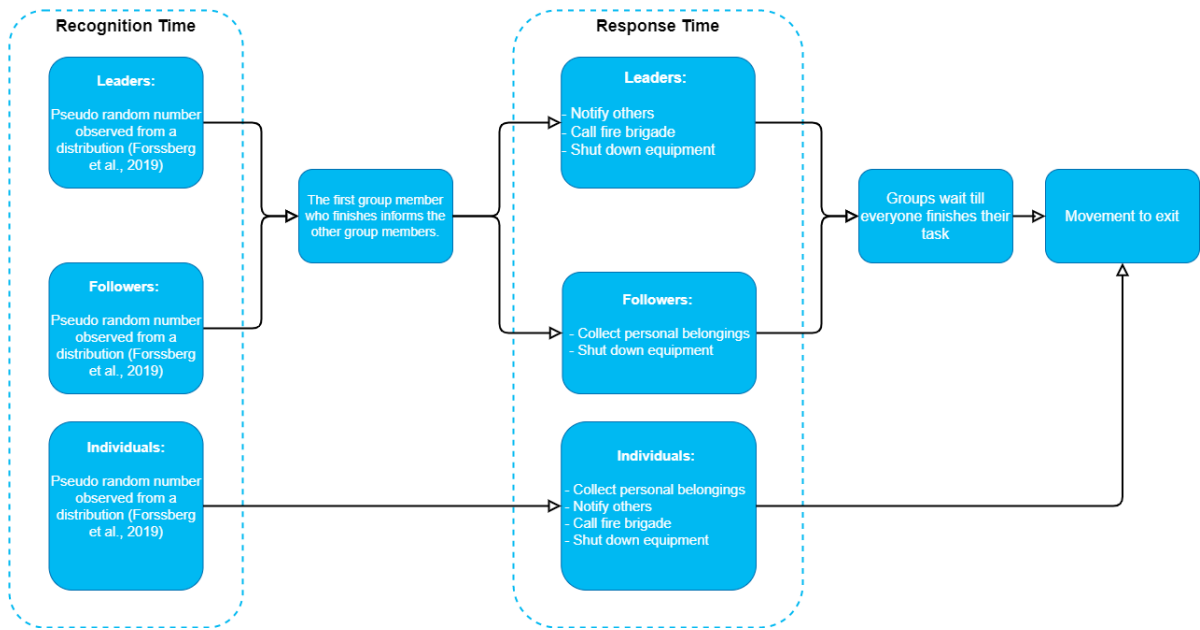 Recognition Time
Leaders:
Pseudo random number
observed from a
distribution (Forssberg
et al., 2019)
Followers:
Pseudo random number
observed from a
distribution (Forssberg
et al., 2019)
Individuals:
Pseudo random number
observed from a
distribution (Forssberg
et al., 2019)
The first group member
who finishes informs the
other group members.
Response Time
Leaders:
- Notify others
- Call fire brigade
- Shut down equipment
Followers:
- Collect personal belongings
- Shut down equipment
Individuals:
- Collect personal belongings
- Notify others
- Call fire brigade
- Shut down equipment
Groups wait till
everyone finishes their
task
Movement to exit